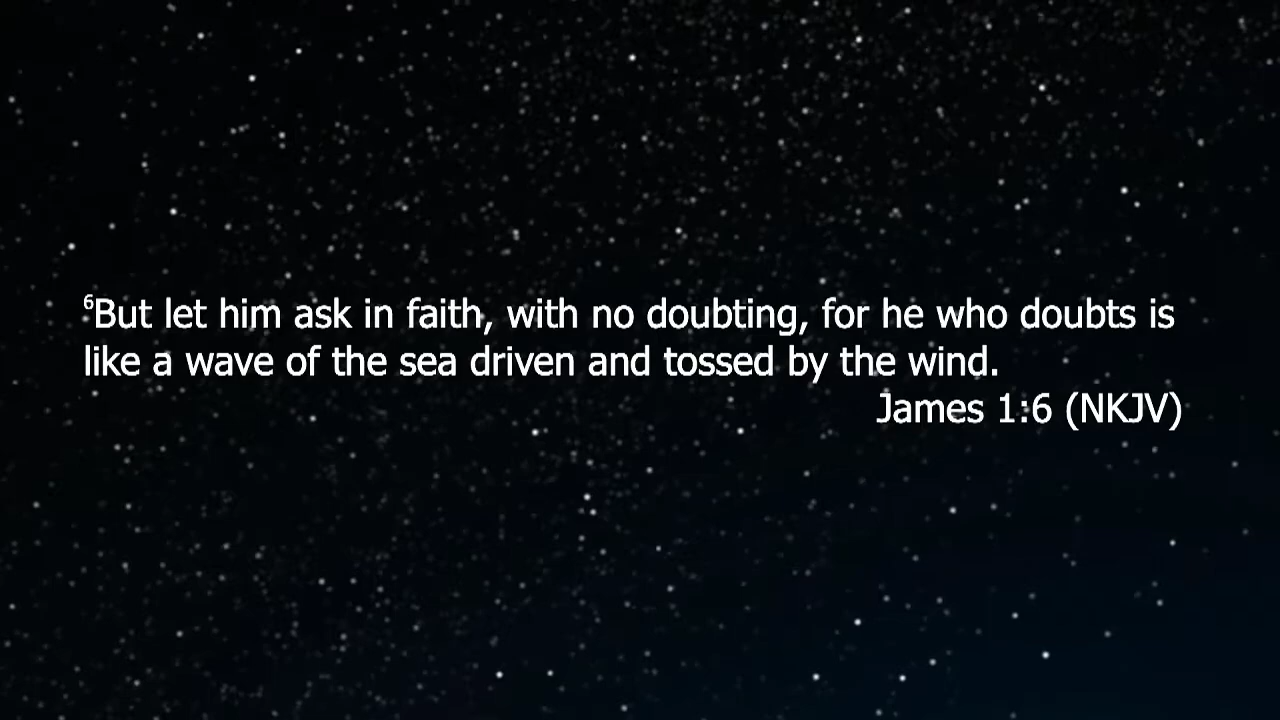 ⁶But let him ask in faith, with no doubting, for he who doubts is
like a wave of the sea driven and tossed by the wind.
James 1:6 (NKJV)